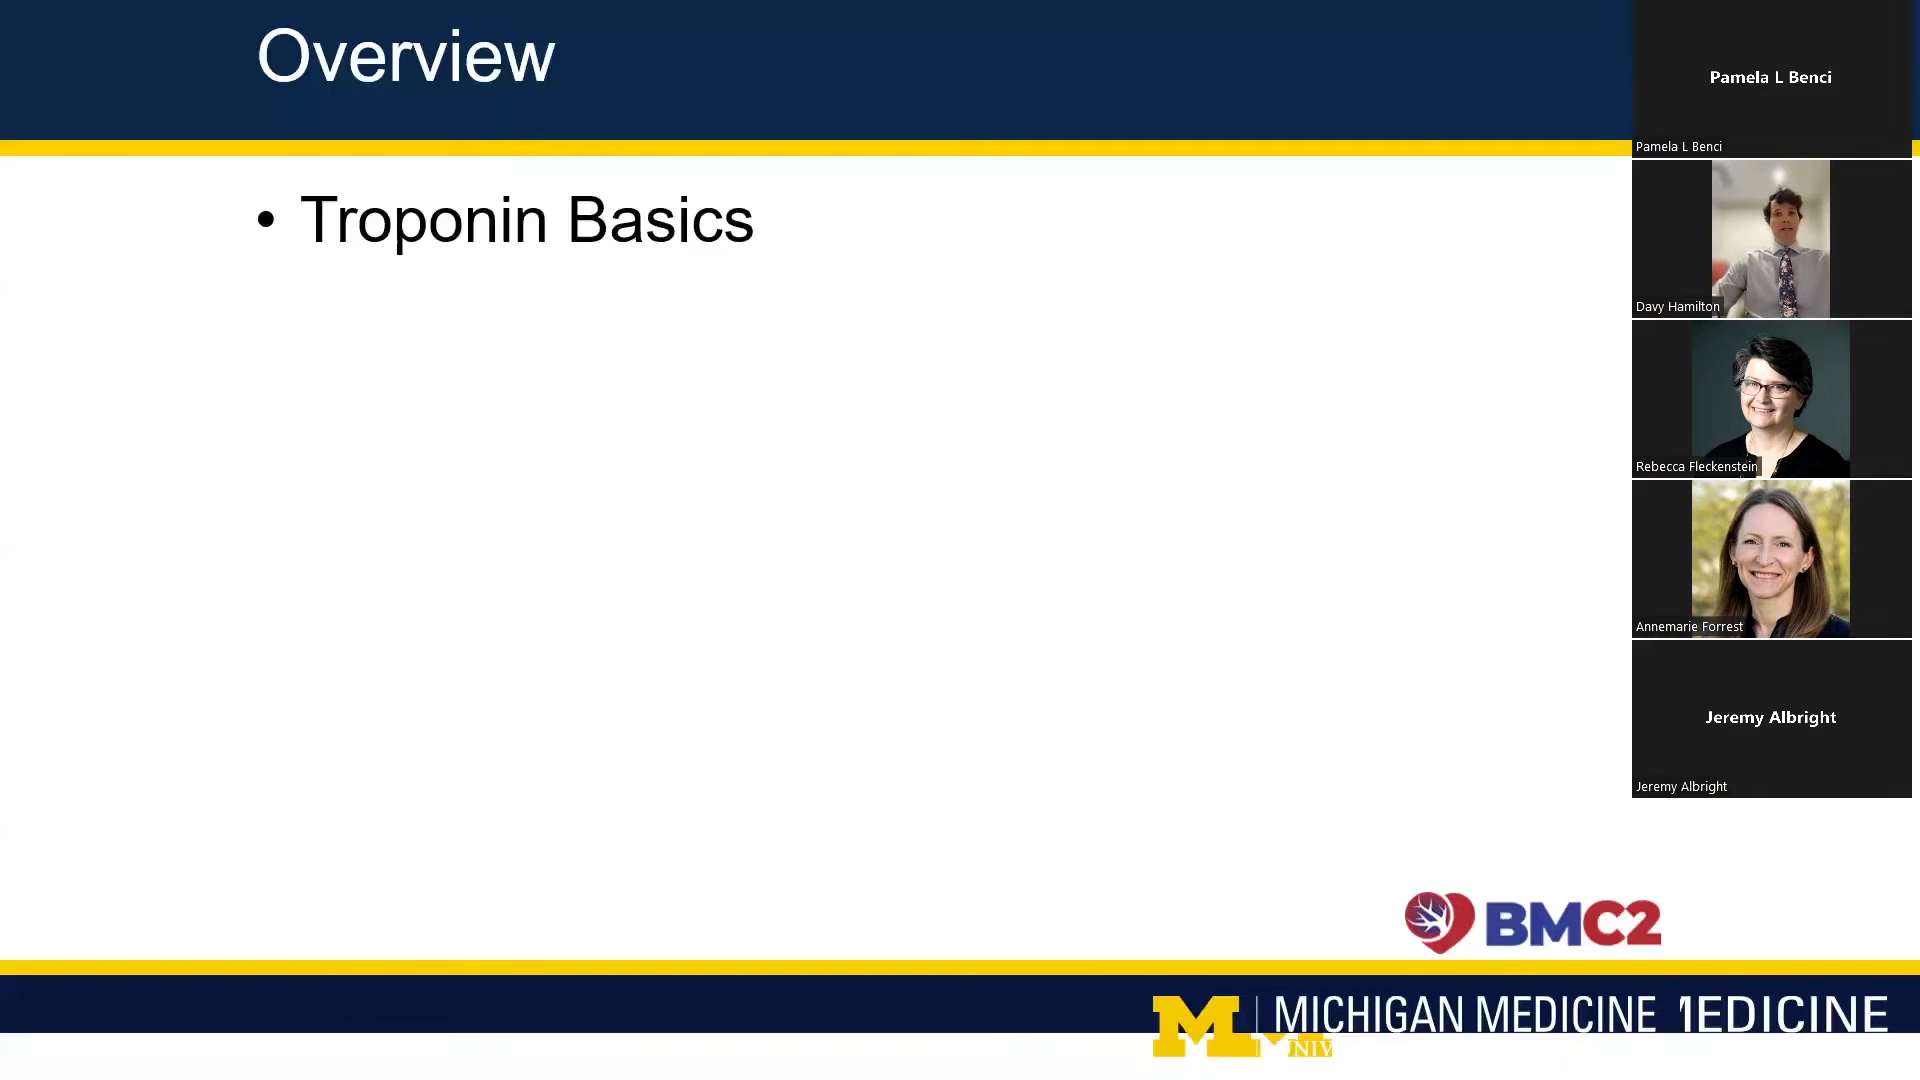 Overview
• Troponin Basics
Pamela L Benci
Pamela L Benci
Davy Hamilton
Rebecca Fleckenstein
Annemarie Forrest
Jeremy Albright
Jeremy Albright
BMC2
M | MICHIGAN MEDICINE